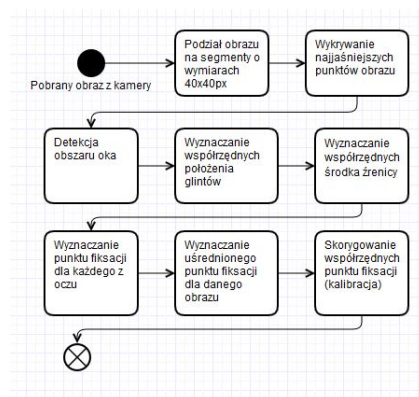 Pobrany obraz z kamery
Podział obrazu
na segmenty o
wymiarach
40x40px
Wykrywanie
najjaśniejszych
punktów obrazu
Detekcja
obszaru oka
Wyznaczanie
współrzędnych
położenia
glintów
Wyznaczanie
współrzędnych
środka źrenicy
Wyznaczanie
punktu fiksacji
dla każdego z
oczu
Wyznaczanie
uśrednionego
punktu fiksacji
dla danego
obrazu
Skorygowanie
współrzędnych
punktu fiksacji
(kalibracja)